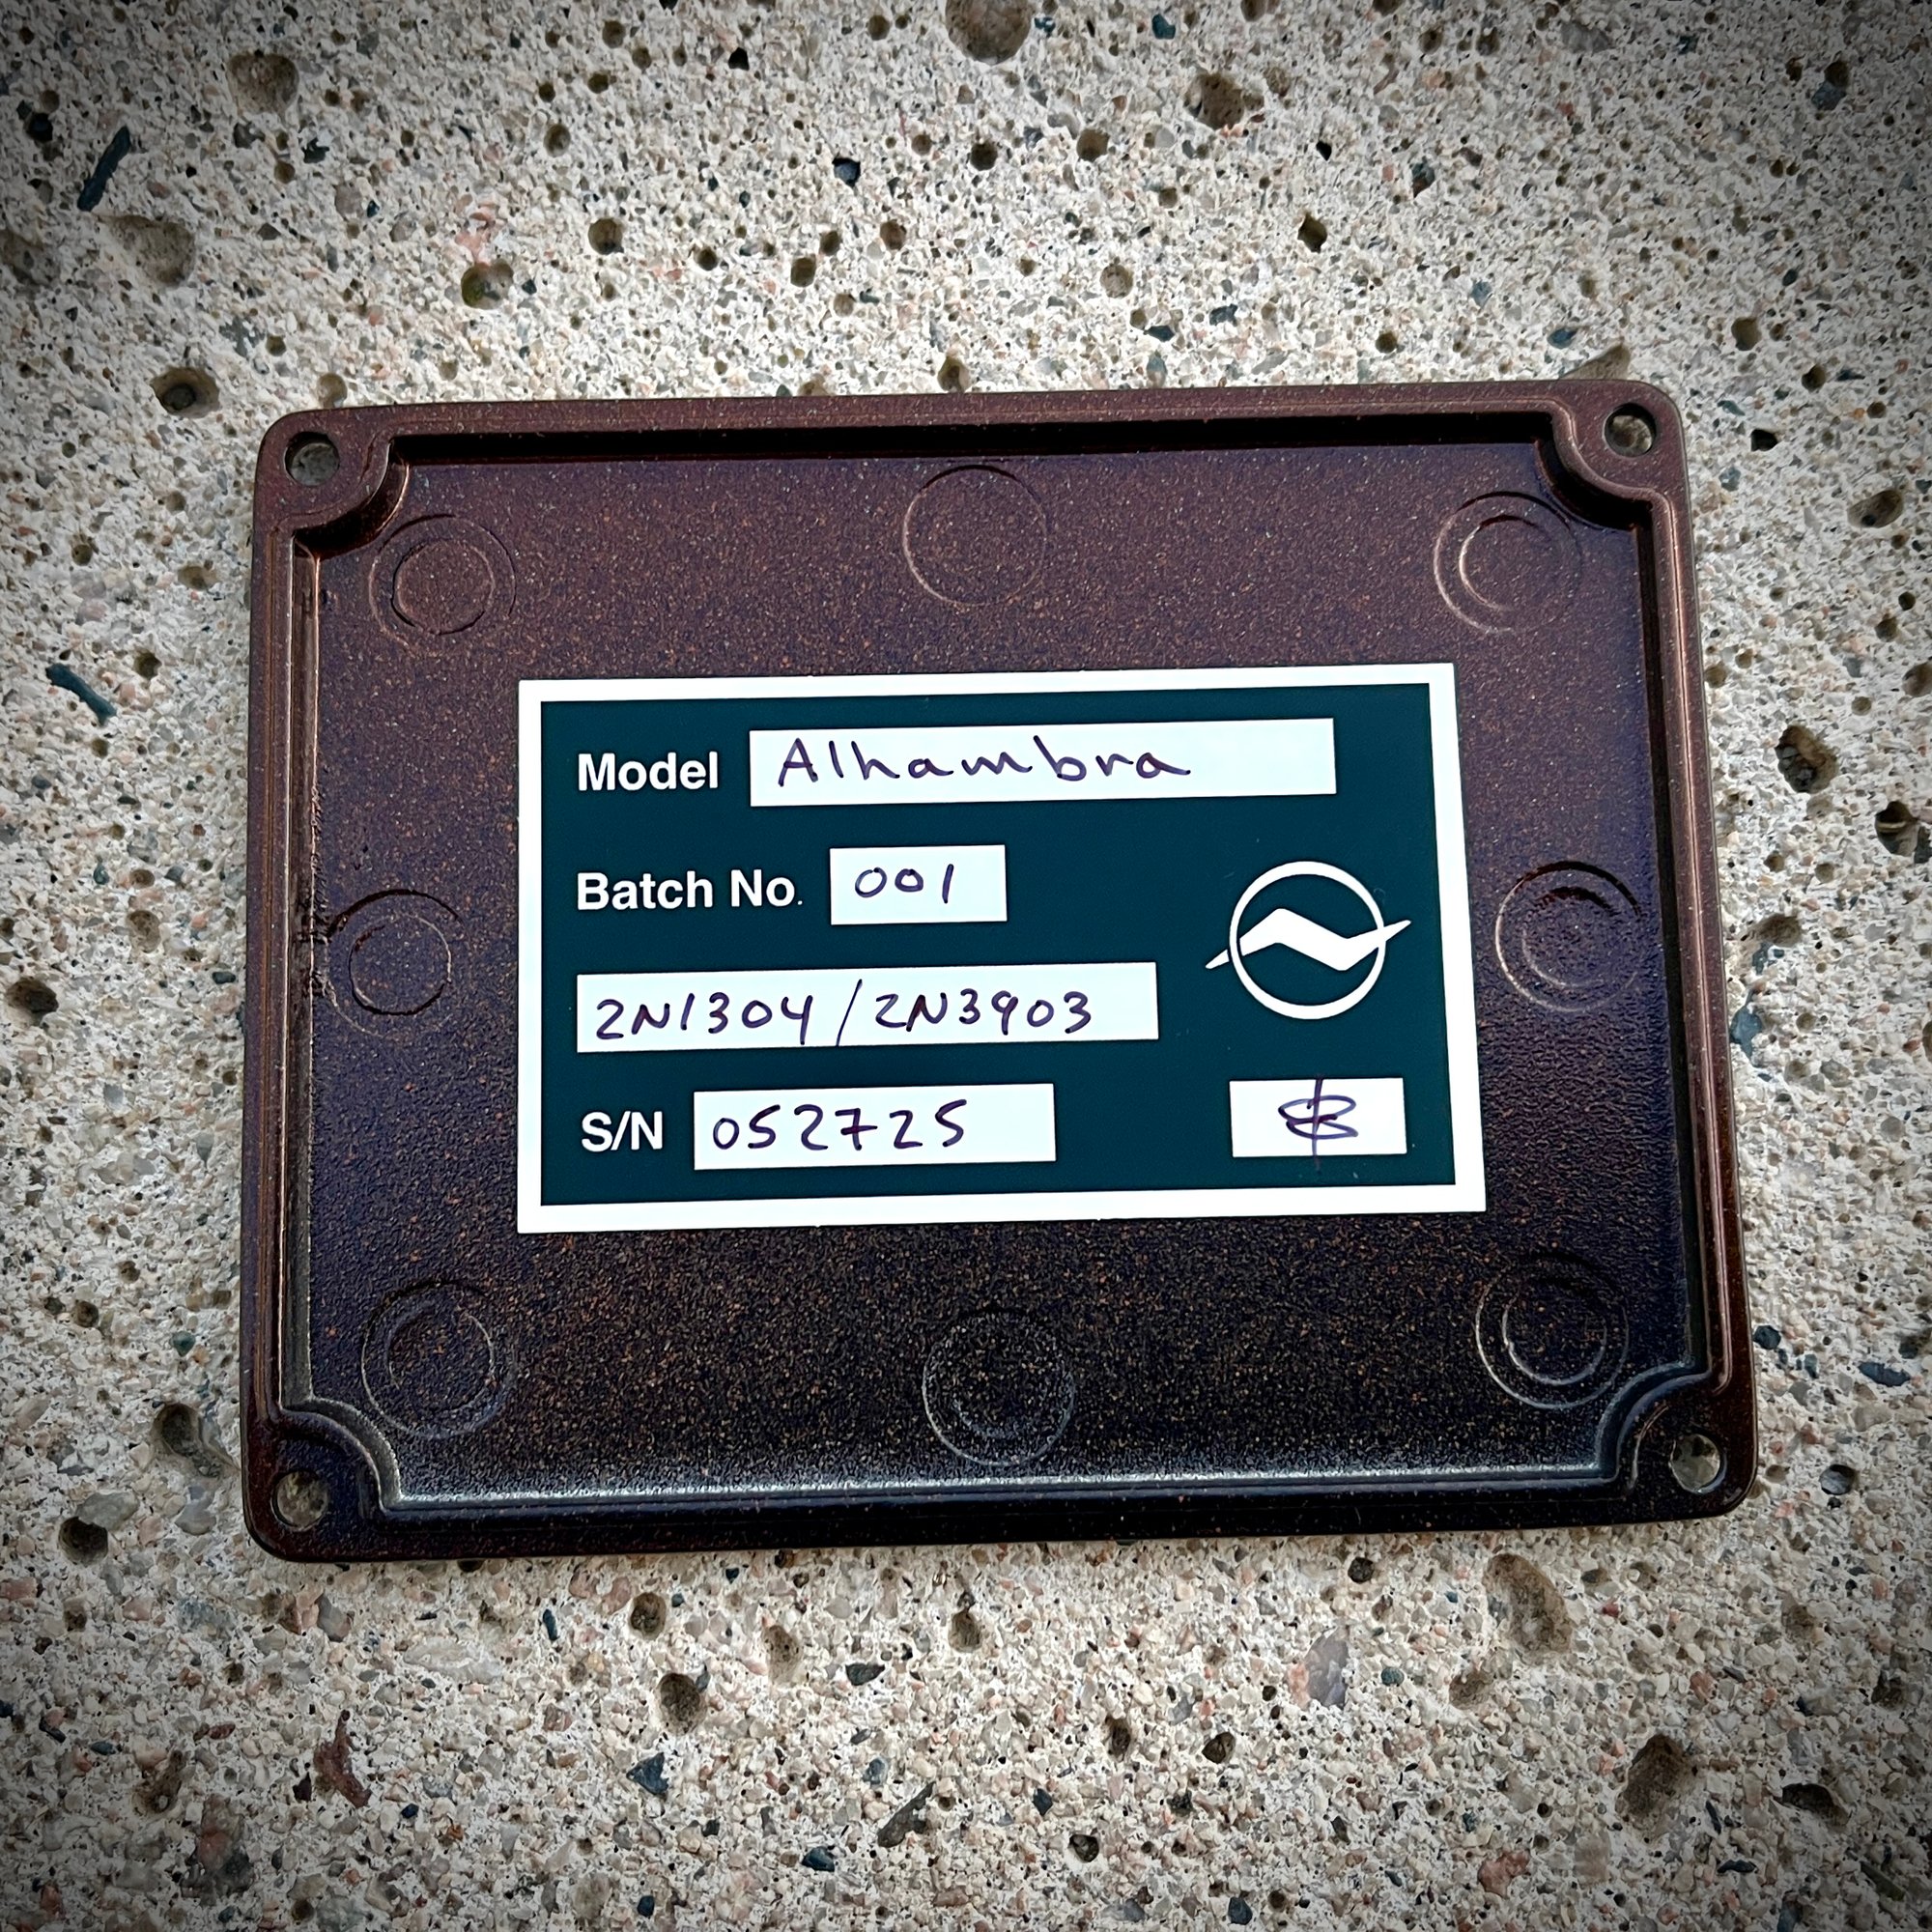 Model Alhambra
Batch No. 001
2N1304/2N3903
S/N 052725